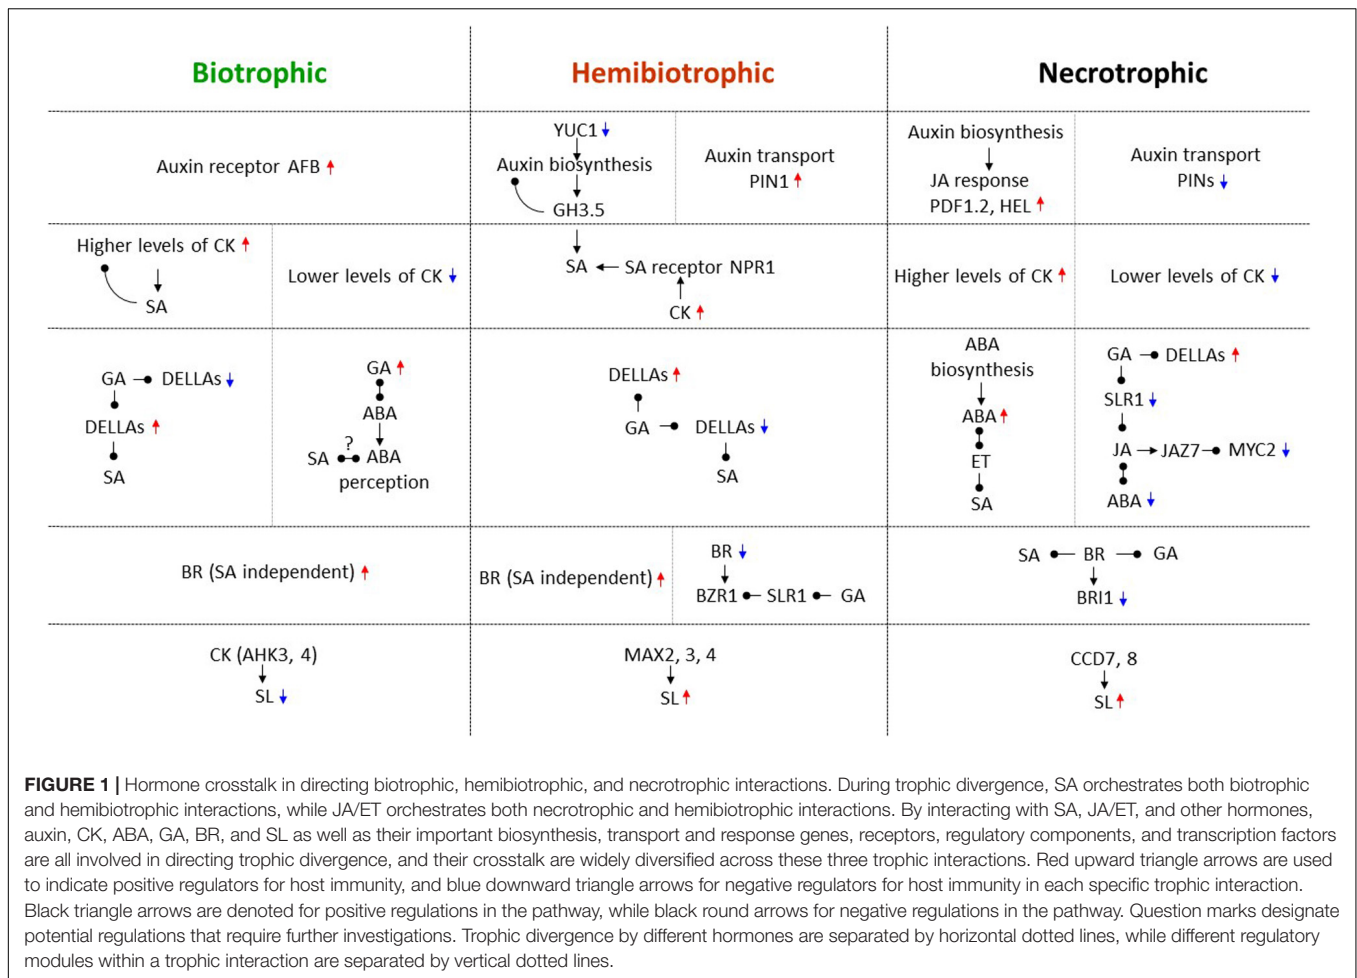 Biotrophic
Hemibiotrophic
Necrotrophic
Auxin receptor AFB
YUC1
Auxin biosynthesis
GH3.5
Auxin transport
PIN1
Auxin biosynthesis
JA response
PDF1.2, HEL
Auxin transport
PINs
Higher levels of CK
SA
Lower levels of CK
SA
SA receptor NPR1
CK
Higher levels of CK
Lower levels of CK
GA
DELLAs
DELLAs
SA
GA
ABA
?
SA
ABA
perception
DELLAs
GA
DELLAs
SA
ABA
biosynthesis
ABA
ET
SA
GA
DELLAs
SLR1
JA
JAZ7
MYC2
ABA
BR (SA independent)
BR (SA independent)
BR
BZR1
SLR1
GA
SA
BR
GA
BRI1
CK (AHK3, 4)
SL
MAX2, 3, 4
SL
CCD7, 8
SL
FIGURE 1 | Hormone crosstalk in directing biotrophic, hemibiotrophic, and necrotrophic interactions. During trophic divergence, SA orchestrates both biotrophic
and hemibiotrophic interactions, while JA/ET orchestrates both necrotrophic and hemibiotrophic interactions. By interacting with SA, JA/ET, and other hormones,
auxin, CK, ABA, GA, BR, and SL as well as their important biosynthesis, transport and response genes, receptors, regulatory components, and transcription factors
are all involved in directing trophic divergence, and their crosstalk are widely diversified across these three trophic interactions. Red upward triangle arrows are used
to indicate positive regulators for host immunity, and blue downward triangle arrows for negative regulators for host immunity in each specific trophic interaction.
Black triangle arrows are denoted for positive regulations in the pathway, while black round arrows for negative regulations in the pathway. Question marks designate
potential regulations that require further investigations. Trophic divergence by different hormones are separated by horizontal dotted lines, while different regulatory
modules within a trophic interaction are separated by vertical dotted lines.